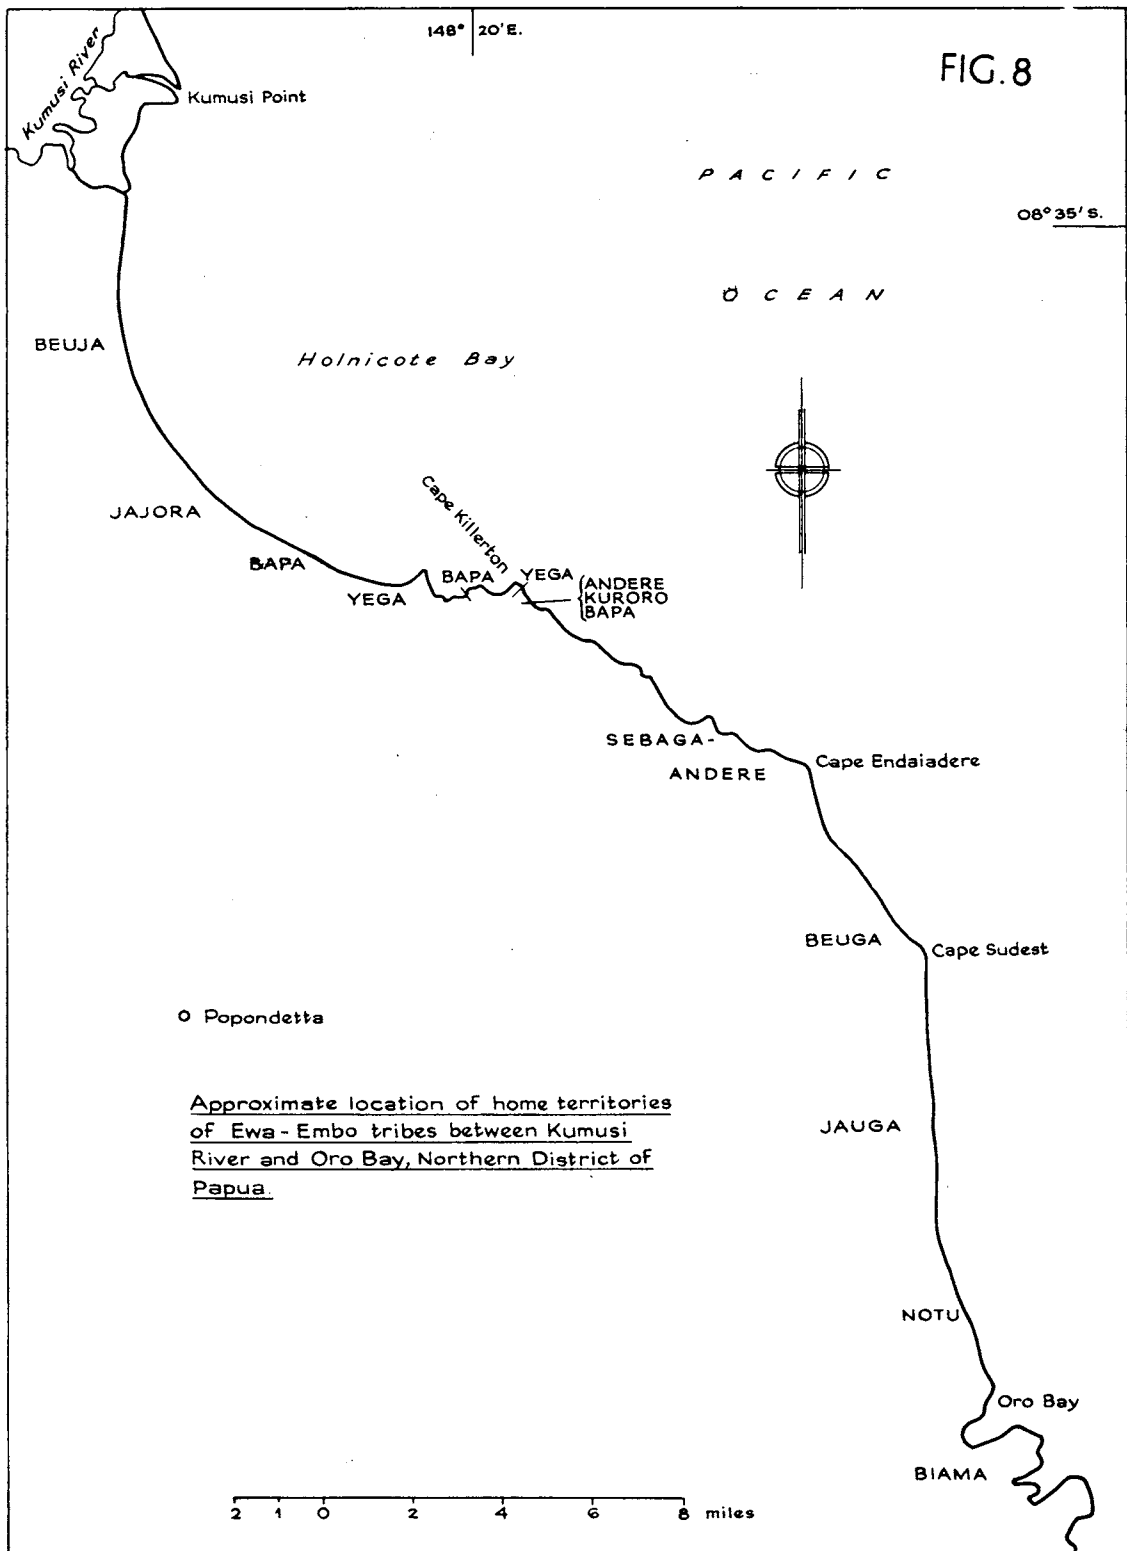 148° 20'E.
FIG. 8
Kumusi River
Kumusi Point
PACIFIC
08° 35'S.
OCEAN
BEUJA
Holnicote Bay
Cape Killerton
JAJORA
BAPA
BAPA
YEGA
YEGA
ANDERE
KURORO
BAPA
SEBAGA-
ANDERE
Cape Endaiadere
BEUGA
Cape Sudest
Popondetta
Approximate location of home territories
of Ewa-Embo tribes between Kumusi
River and Oro Bay, Northern District of
Papua.
JAUGA
NOTU
Oro Bay
BIAMA
2 1 0 2 4 6 8 miles